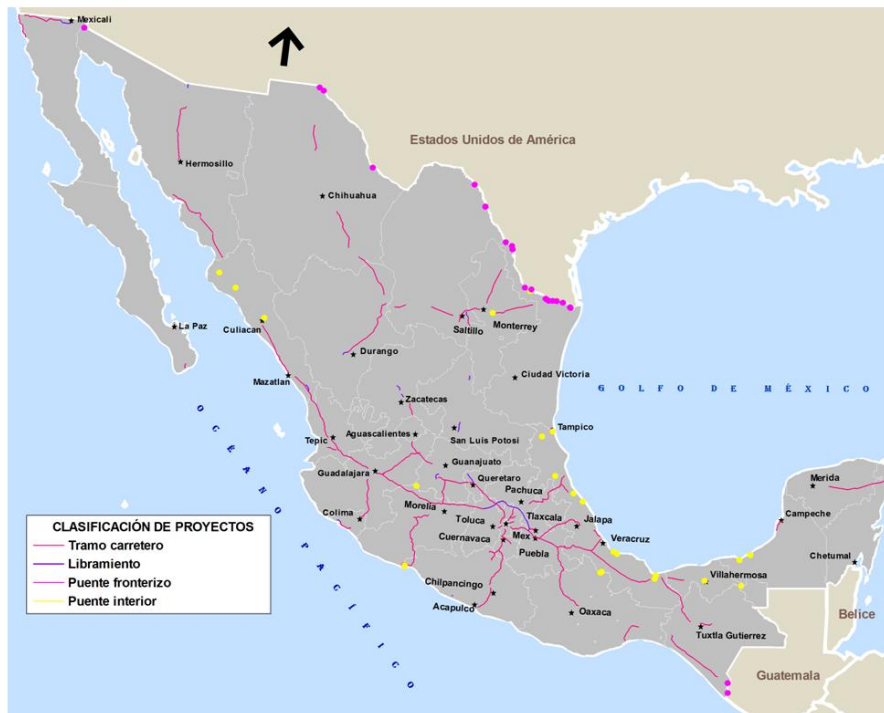 Mexicali
Estados Unidos de América
Hermosillo
Chihuahua
La Paz
Culiacan
Saltillo
Monterrey
Durango
Ciudad Victoria
GOLFO DE MÉXICO
Mazatlan
Zacatecas
Tampico
Tepic
Aguascalientes
San Luis Potosi
Guadalajara
Guanajuato
Queretaro
Pachuca
Merida
Colima
Morelia
Toluca
Tlaxcala
Jalapa
Campeche
Cuernavaca
Mex
Veracruz
Puebla
Chetumal
Villahermosa
Chilpancingo
Acapulco
Oaxaca
Tuxtla Gutierrez
Belice
Guatemala
OCÉANO PACÍFICO
CLASIFICACIÓN DE PROYECTOS
Tramo carretero
Libramiento
Puente fronterizo
Puente interior